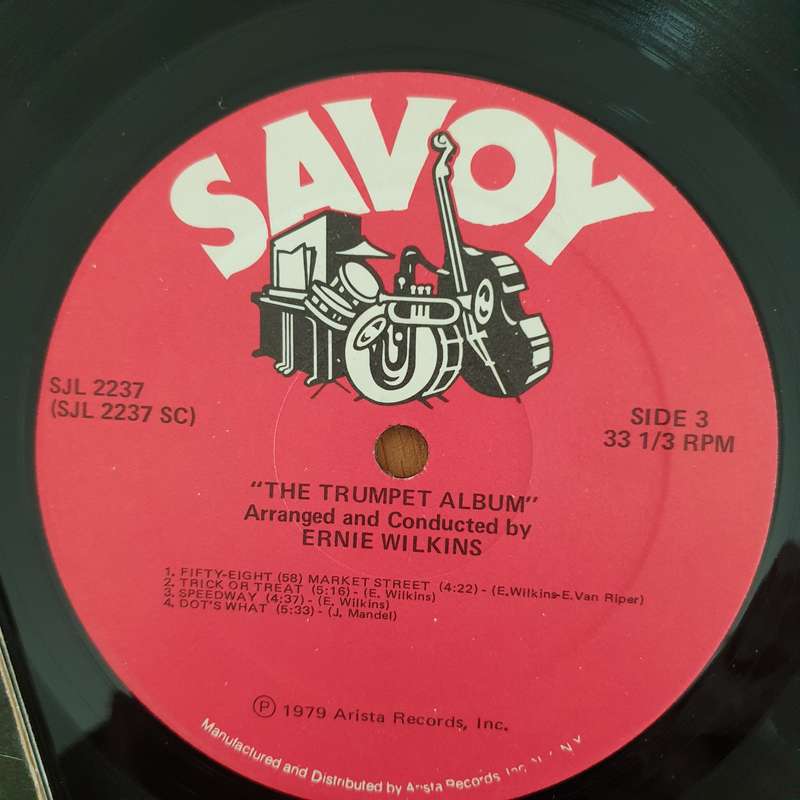 SAVOY
SJL 2237
(SJL 2237 SC)
SIDE 3
33 1/3 RPM
"THE TRUMPET ALBUM"
Arranged and Conducted by
ERNIE WILKINS
1. FIFTY-EIGHT (58) MARKET STREET (4:22) - (E.Wilkins-E.Van Riper)
2. TRICK OR TREAT (5:16) - (E. Wilkins)
3. SPEEDWAY (4:37) - (E. Wilkins)
4. DOT'S WHAT (5:33) - (J. Mandel)
Ⓟ 1979 Arista Records, Inc.
Manufactured and Distributed by Arista Records Inc. N.Y. N.Y.